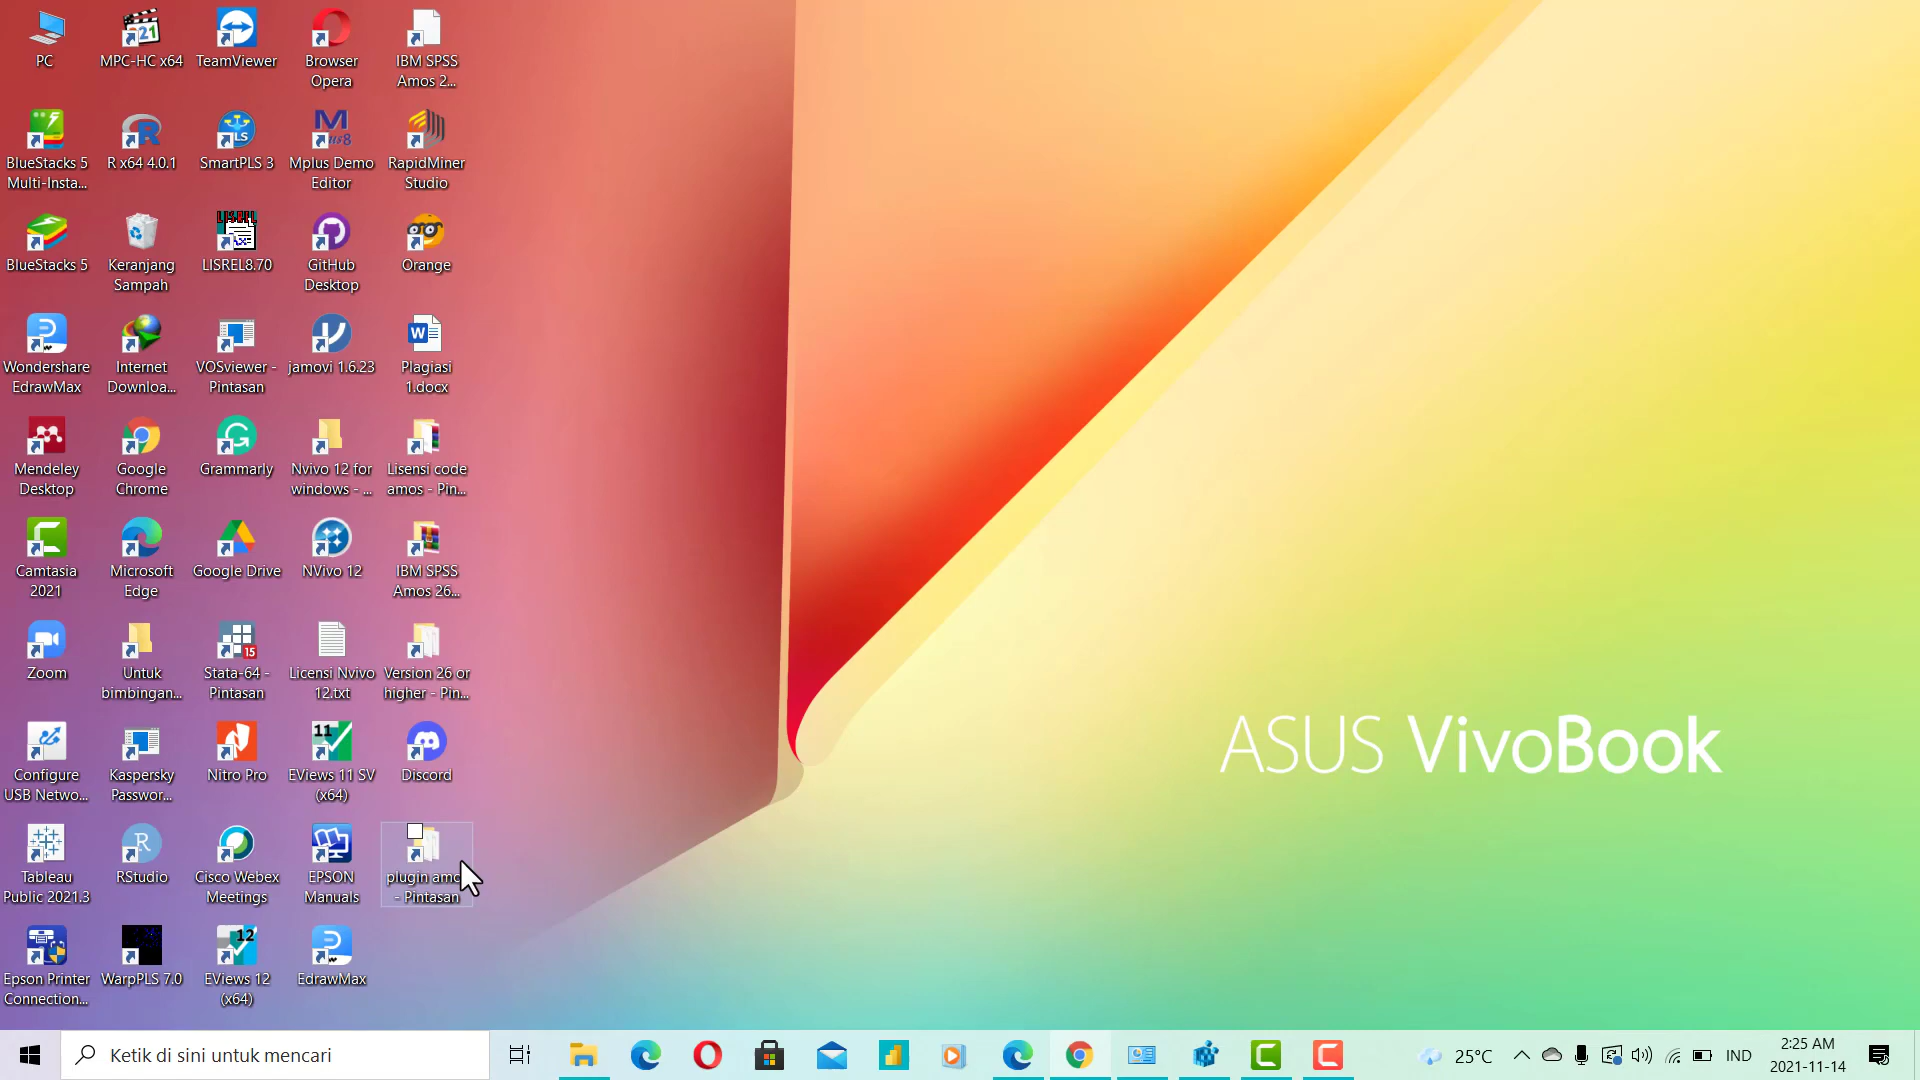 PC
MPC-HC x64
TeamViewer
Browser
Opera
IBM SPSS
Amos 2...
BlueStacks 5
Multi-Insta...
R x64 4.0.1
SmartPLS 3
Mplus Demo
Editor
RapidMiner
Studio
BlueStacks 5
Keranjang
Sampah
LISREL8.70
GitHub
Desktop
Orange
Wondershare
EdrawMax
Internet
Downloa...
VOSviewer -
Pintasan
jamovi 1.6.23
Plagiasi
1.docx
Mendeley
Desktop
Google
Chrome
Grammarly
Nvivo 12 for
windows - ...
Lisensi code
amos - Pin...
Camtasia
2021
Microsoft
Edge
Google Drive
NVivo 12
IBM SPSS
Amos 26...
Zoom
Untuk
bimbingan...
Stata-64 -
Pintasan
Licensi Nvivo
12.txt
Version 26 or
higher - Pin...
Configure
USB Netwo...
Kaspersky
Passwor...
Nitro Pro
EViews 11 SV
(x64)
Discord
Tableau
Public 2021.3
RStudio
Cisco Webex
Meetings
EPSON
Manuals
plugin amo
- Pintasan
Epson Printer
Connection...
WarpPLS 7.0
EViews 12
(x64)
EdrawMax
ASUS VivoBook
Ketik di sini untuk mencari
25°C
IND
2:25 AM
2021-11-14